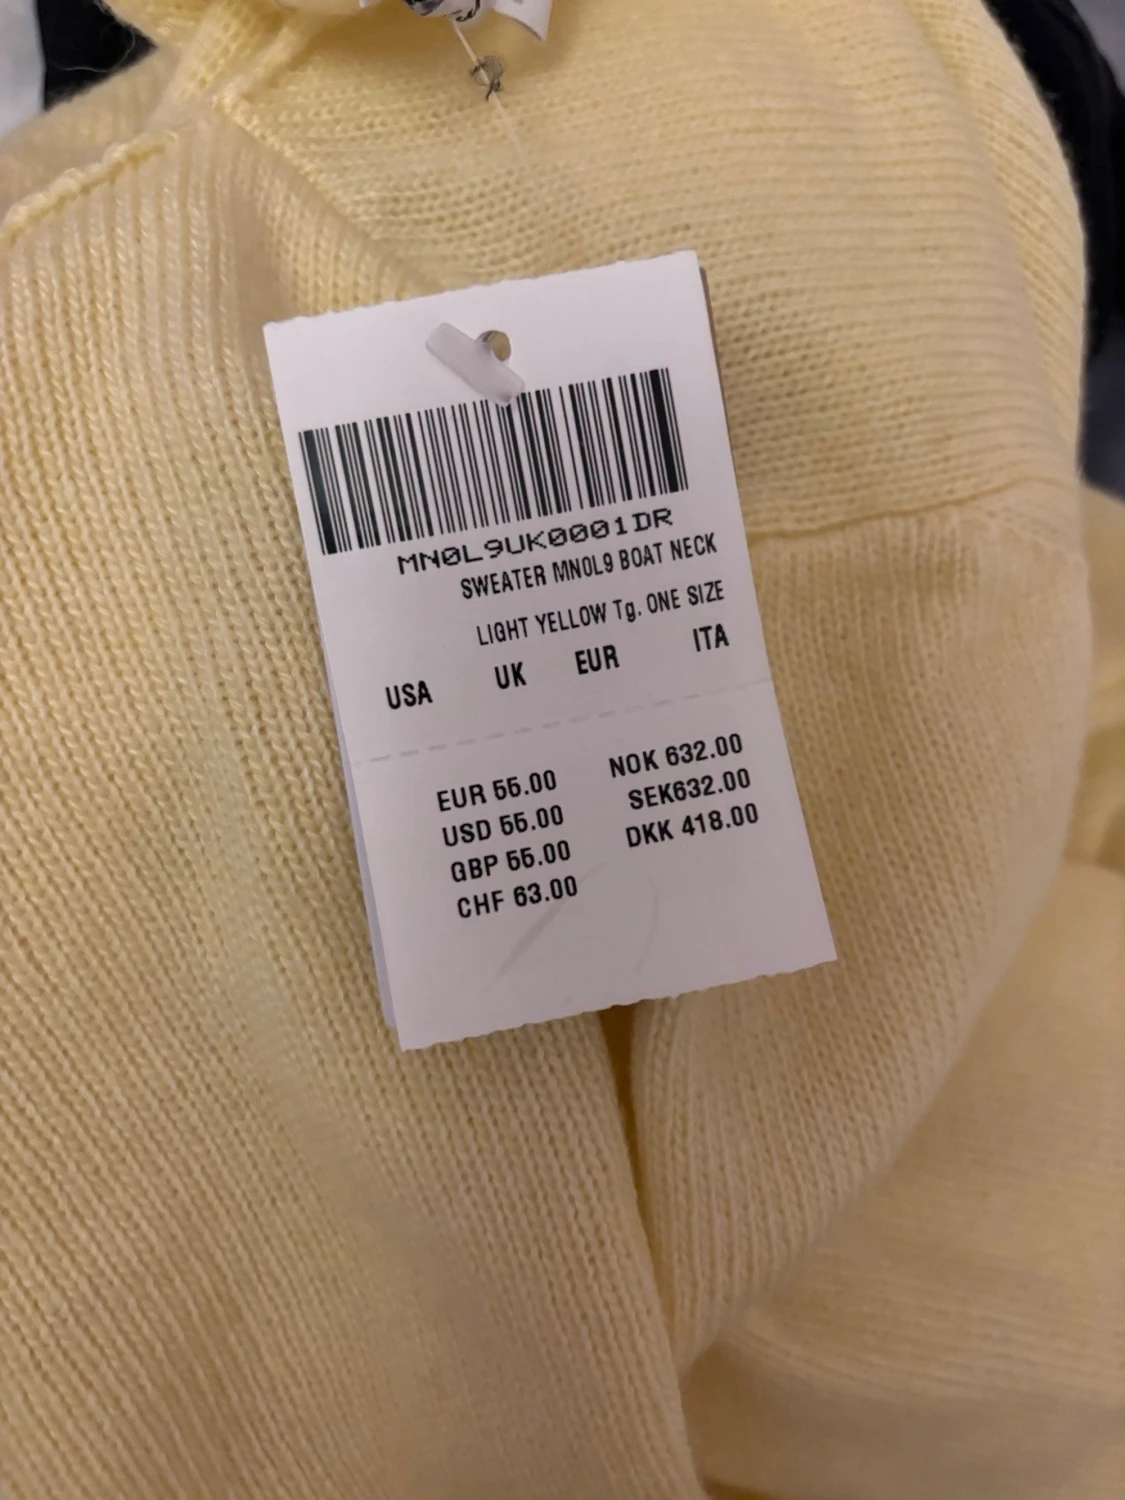 MN0L9UK0001DR
SWEATER MNOL9 BOAT NECK
LIGHT YELLOW Tg. ONE SIZE
USA UK EUR ITA
EUR 55.00 NOK 632.00
USD 55.00 SEK632.00
GBP 55.00 DKK 418.00
CHF 63.00